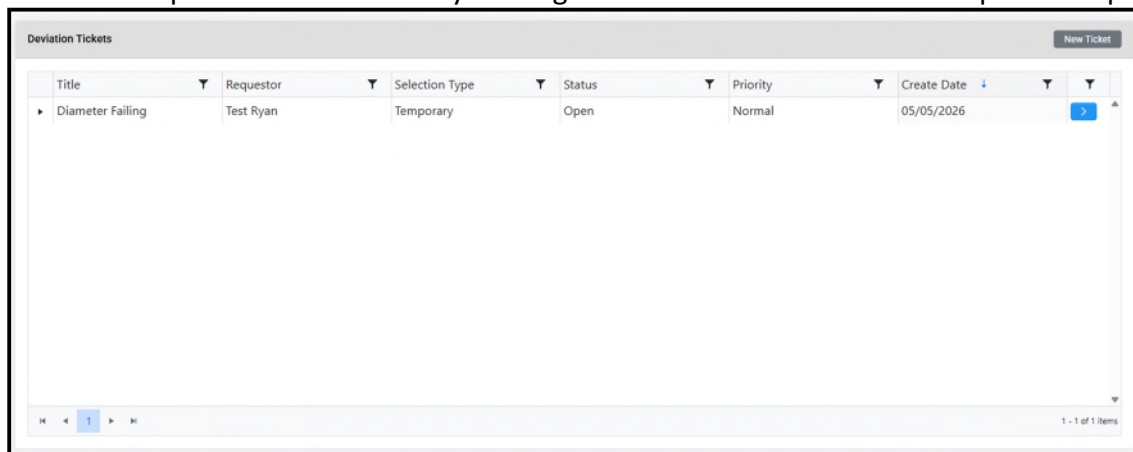 Deviation Tickets New Ticket
Title Requestor Selection Type Status Priority Create Date
Diameter Failing Test Ryan Temporary Open Normal 05/05/2026
1 1 - 1 of 1 items